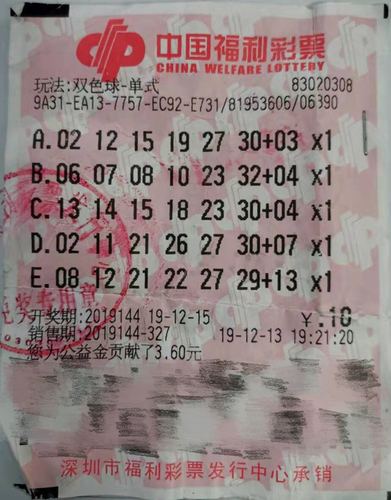 中国福利彩票
CHINA WELFARE LOTTERY
玩法:双色球-单式 83020308
9A31-EA13-7757-EC92-E731/81953606/06390
A.02 12 15 19 27 30+03 x1
B.06 07 08 10 23 32+04 x1
C.13 14 15 18 23 30+04 x1
D.02 11 21 26 27 30+07 x1
E.08 12 21 22 27 29+13 x1
开奖期:2019144 19-12-15 ￥.10
销售期:2019144-327 19-12-13 19:21:20
您为公益金贡献了3.60元
深圳市福利彩票发行中心承销